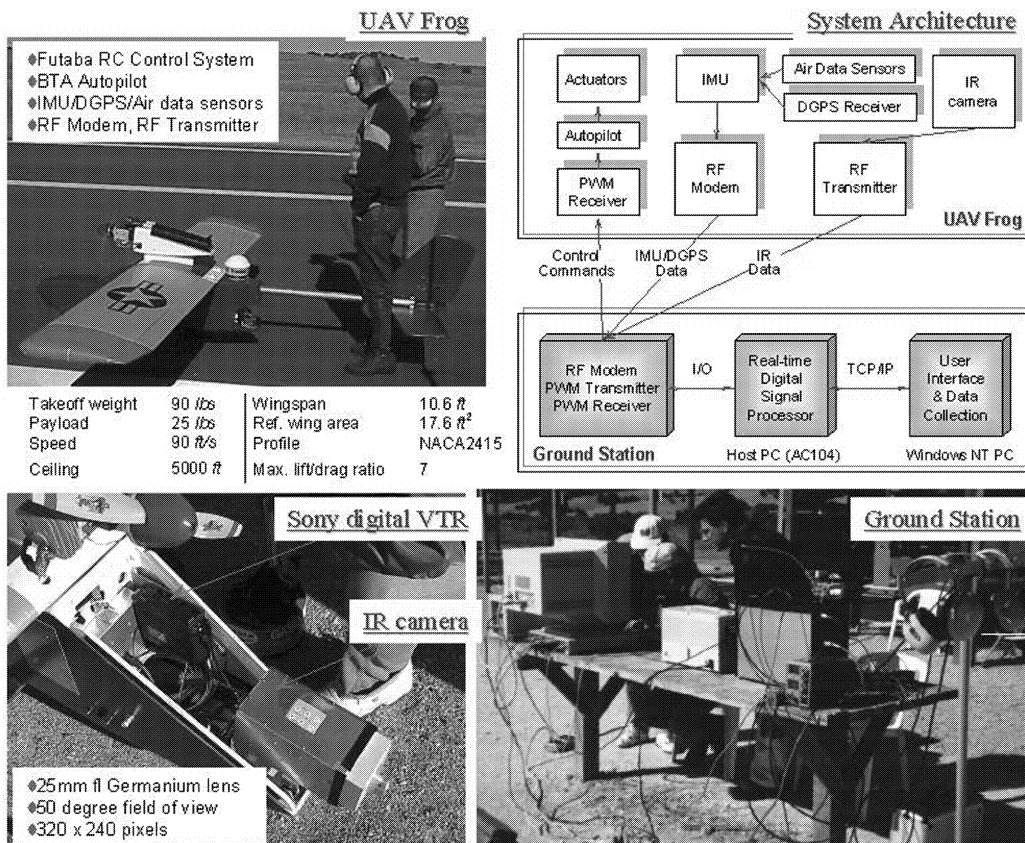 UAV Frog
♦Futaba RC Control System
♦BTA Autopilot
♦IMU/DGPS/Air data sensors
♦RF Modem, RF Transmitter
Takeoff weight 90 lbs Wingspan 10.6 ft
Payload 25 lbs Ref. wing area 17.6 ft²
Speed 90 ft/s Profile NACA2415
Ceiling 5000 ft Max. lift/drag ratio 7
System Architecture
Actuators
IMU
Air Data Sensors
IR
camera
DGPS Receiver
Autopilot
PWM
Receiver
RF
Modem
RF
Transmitter
UAV Frog
Control
Commands
IMU/DGPS
Data
IR
Data
RF Modem
PWM Transmitter
PWM Receiver
I/O
Real-time
Digital
Signal
Processor
TCP/IP
User
Interface
& Data
Collection
Ground Station
Host PC (AC104)
Windows NT PC
Sony digital VTR
IR camera
♦25mm fl Germanium lens
♦50 degree field of view
♦320 x 240 pixels
Ground Station